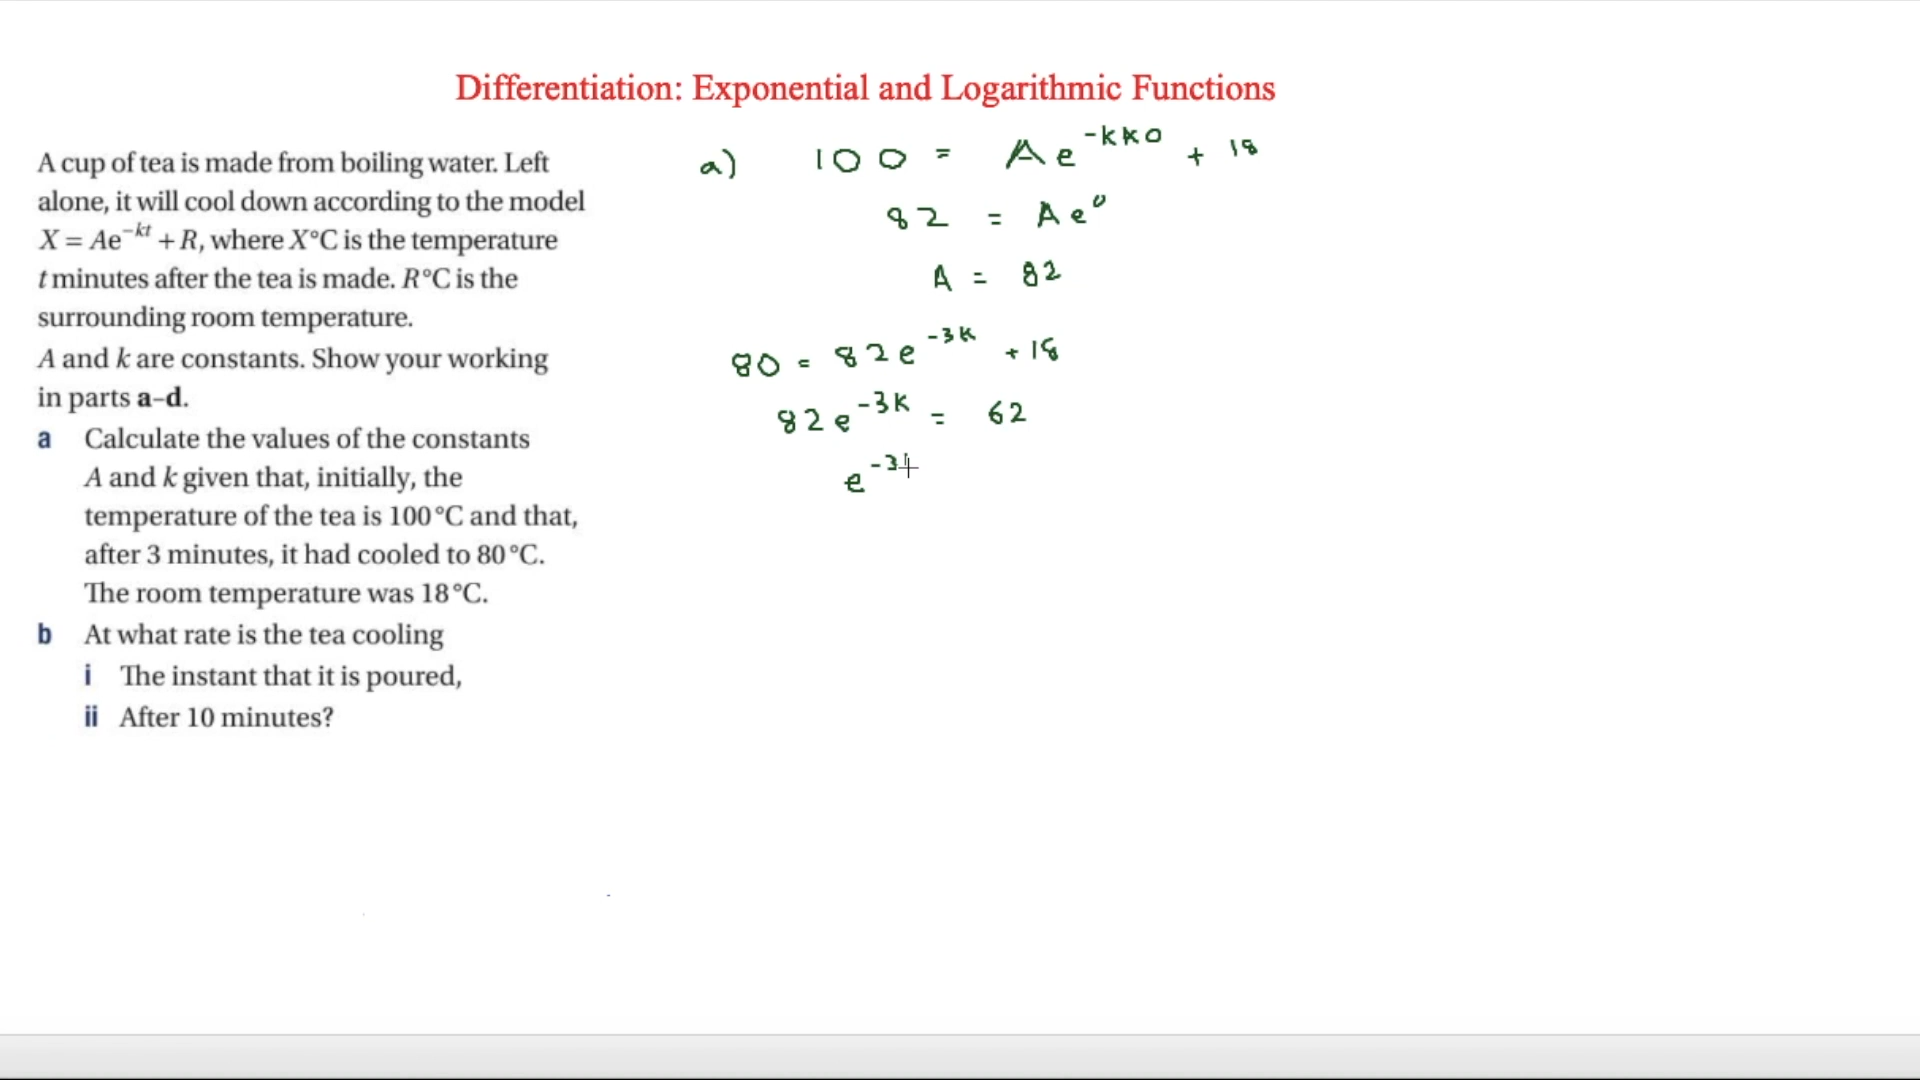 Differentiation: Exponential and Logarithmic Functions
A cup of tea is made from boiling water. Left
alone, it will cool down according to the model
X = Ae^{-kt} + R, where X°C is the temperature
t minutes after the tea is made. R°C is the
surrounding room temperature.
A and k are constants. Show your working
in parts a–d.
a Calculate the values of the constants
A and k given that, initially, the
temperature of the tea is 100 °C and that,
after 3 minutes, it had cooled to 80 °C.
The room temperature was 18 °C.
b At what rate is the tea cooling
i The instant that it is poured,
ii After 10 minutes?
a) 100 = Ae^{-k×0} + 18
82 = Ae^0
A = 82
80 = 82e^{-3k} + 18
82e^{-3k} = 62
e^{-3